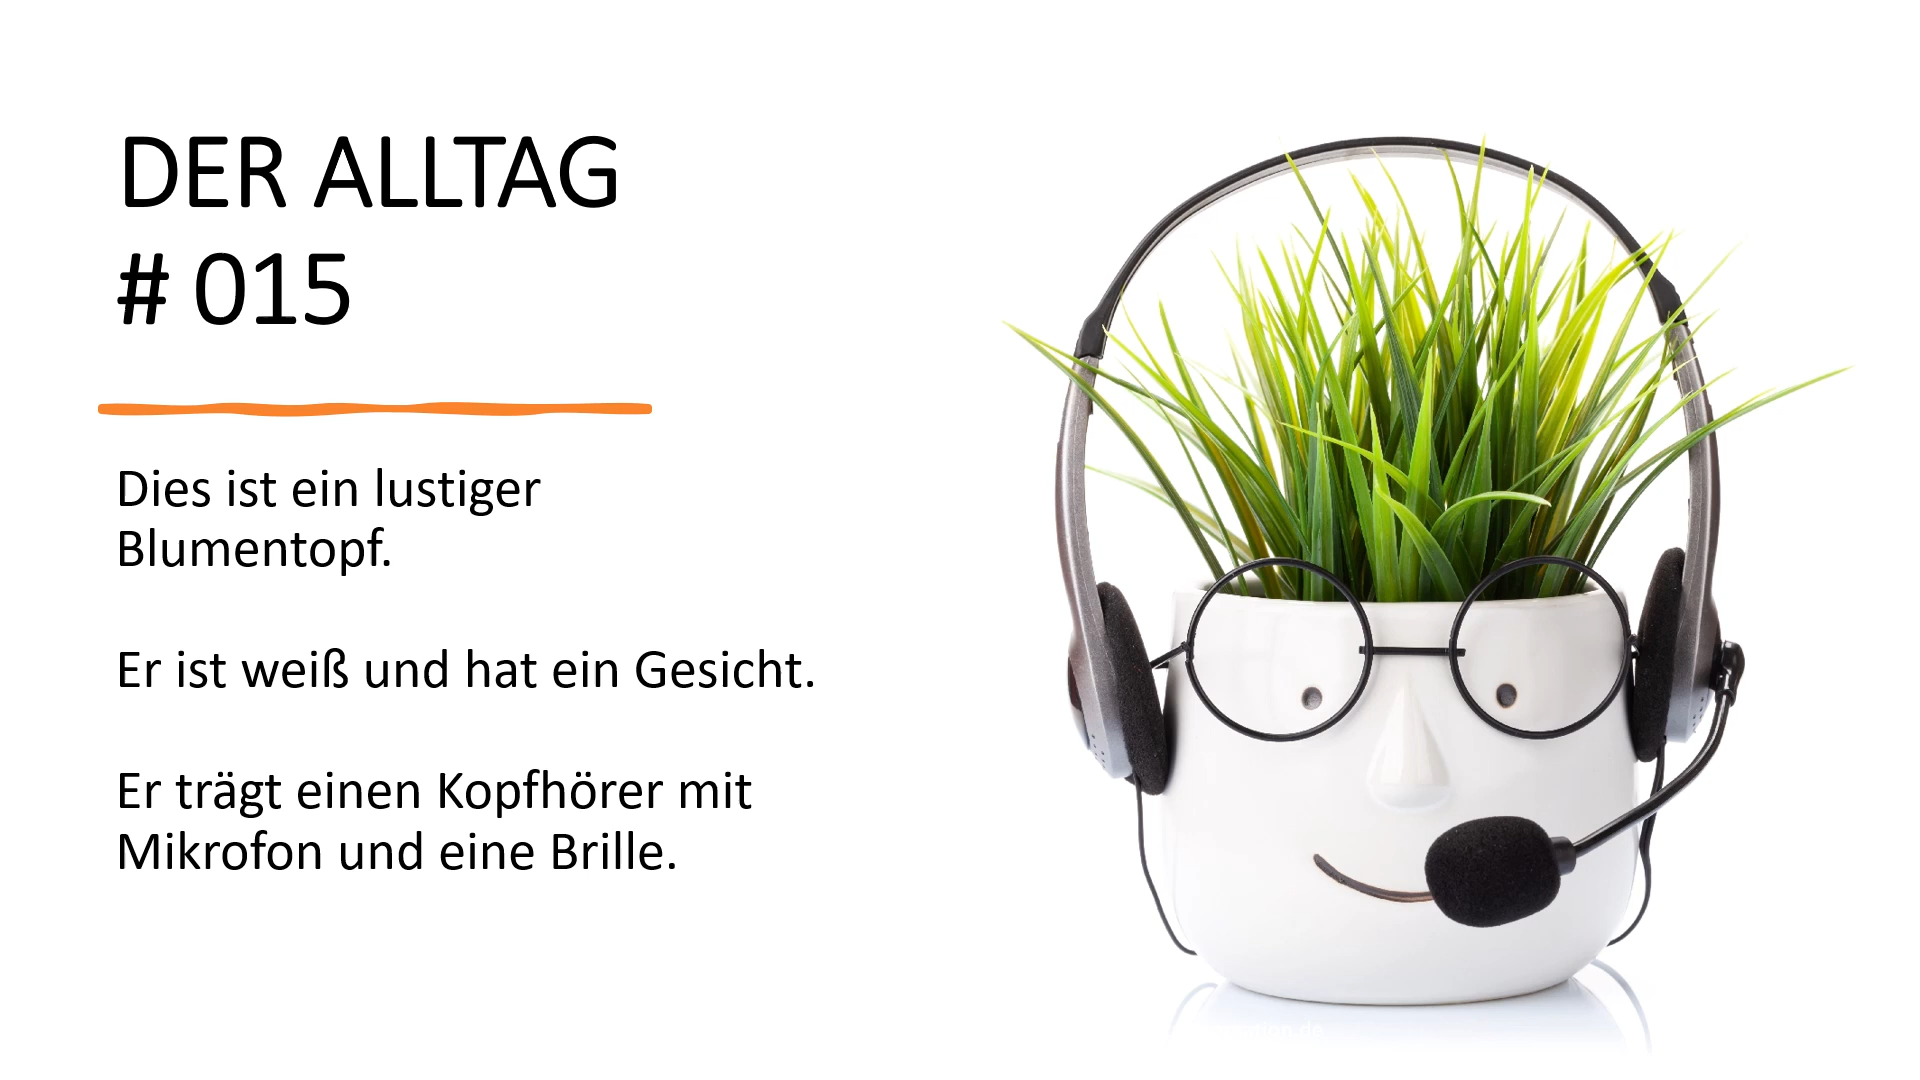 DER ALLTAG
# 015
Dies ist ein lustiger
Blumentopf.
Er ist weiß und hat ein Gesicht.
Er trägt einen Kopfhörer mit
Mikrofon und eine Brille.